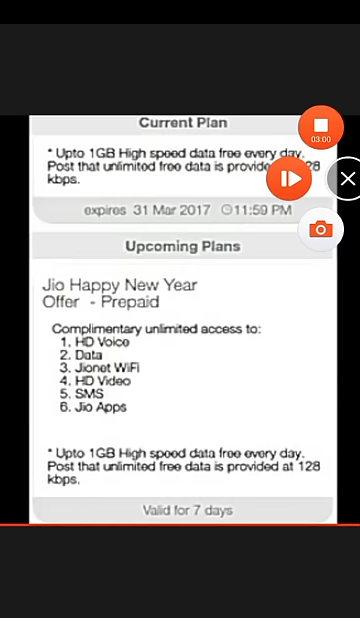 Current Plan
03:00
* Upto 1GB High speed data free every day.
Post that unlimited free data is 28
kbps.
expires 31 Mar 2017 11:59 PM
Upcoming Plans
Jio Happy New Year
Offer - Prepaid
Complimentary unlimited access to:
1. HD Voice
2. Data
3. Jionet WiFi
4. HD Video
5. SMS
6. Jio Apps
* Upto 1GB High speed data free every day.
Post that unlimited free data is provided at 128
kbps.
Valid for 7 days